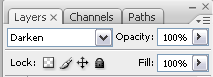 Layers × Channels Paths
Darken Opacity: 100%
Lock: Fill: 100%